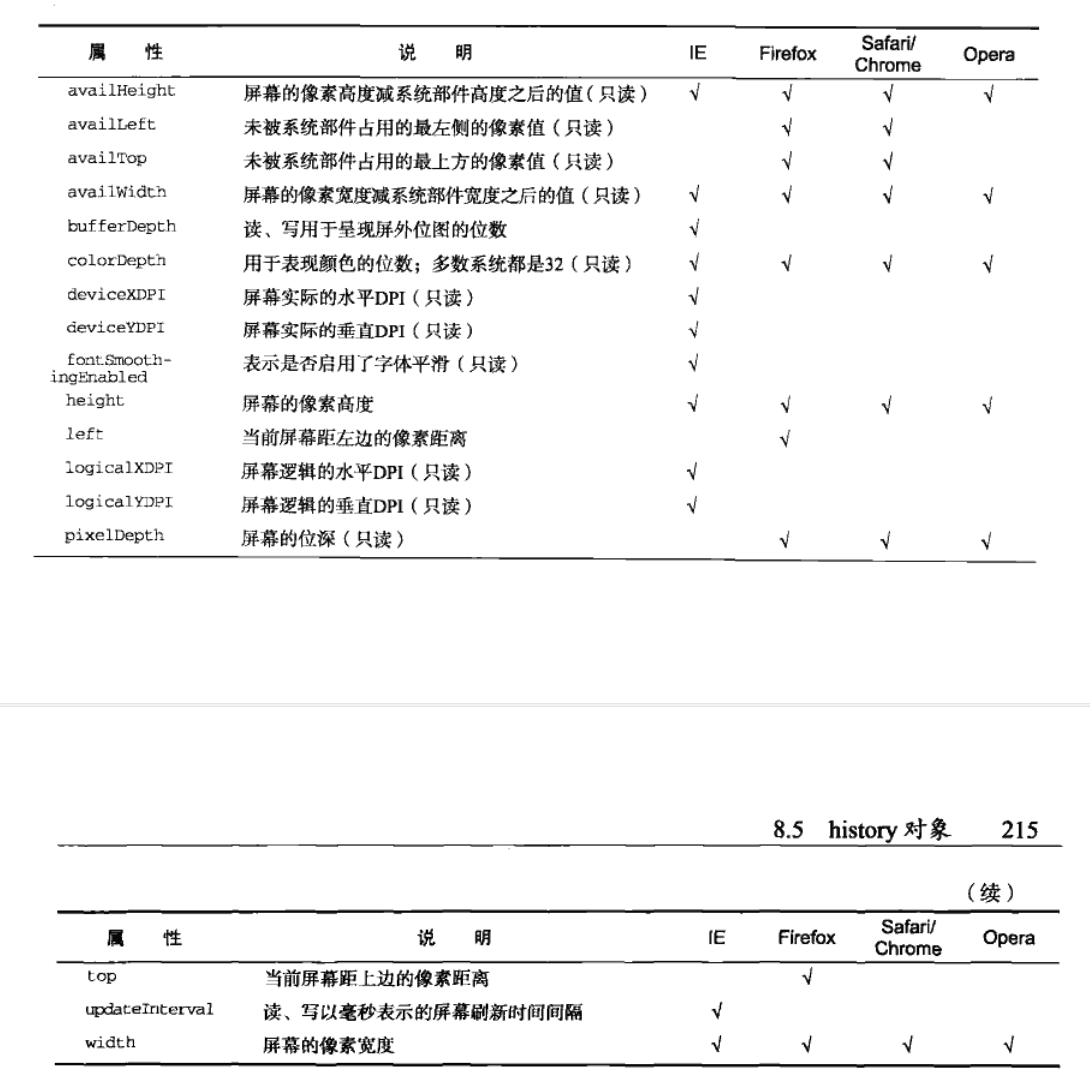 属 性 说 明 IE Firefox Safari/ Chrome Opera
availHeight 屏幕的像素高度减系统部件高度之后的值(只读) √ √ √ √
availLeft 未被系统部件占用的最左侧的像素值(只读) √ √
availTop 未被系统部件占用的最上方的像素值(只读) √ √
availWidth 屏幕的像素宽度减系统部件宽度之后的值(只读) √ √ √ √
bufferDepth 读、写用于呈现屏外位图的位数 √
colorDepth 用于表现颜色的位数;多数系统都是32(只读) √ √ √ √
deviceXDPI 屏幕实际的水平DPI(只读) √
deviceYDPI 屏幕实际的垂直DPI(只读) √
fontSmooth- 表示是否启用了字体平滑(只读) √
ingEnabled
height 屏幕的像素高度 √ √ √ √
left 当前屏幕距左边的像素距离 √
logicalXDPI 屏幕逻辑的水平DPI(只读) √
logicalYDPI 屏幕逻辑的垂直DPI(只读) √
pixelDepth 屏幕的位深(只读) √ √ √
8.5 history 对象 215
(续)
属 性 说 明 IE Firefox Safari/ Chrome Opera
top 当前屏幕距上边的像素距离 √
updateInterval 读、写以毫秒表示的屏幕刷新时间间隔 √
width 屏幕的像素宽度 √ √ √ √